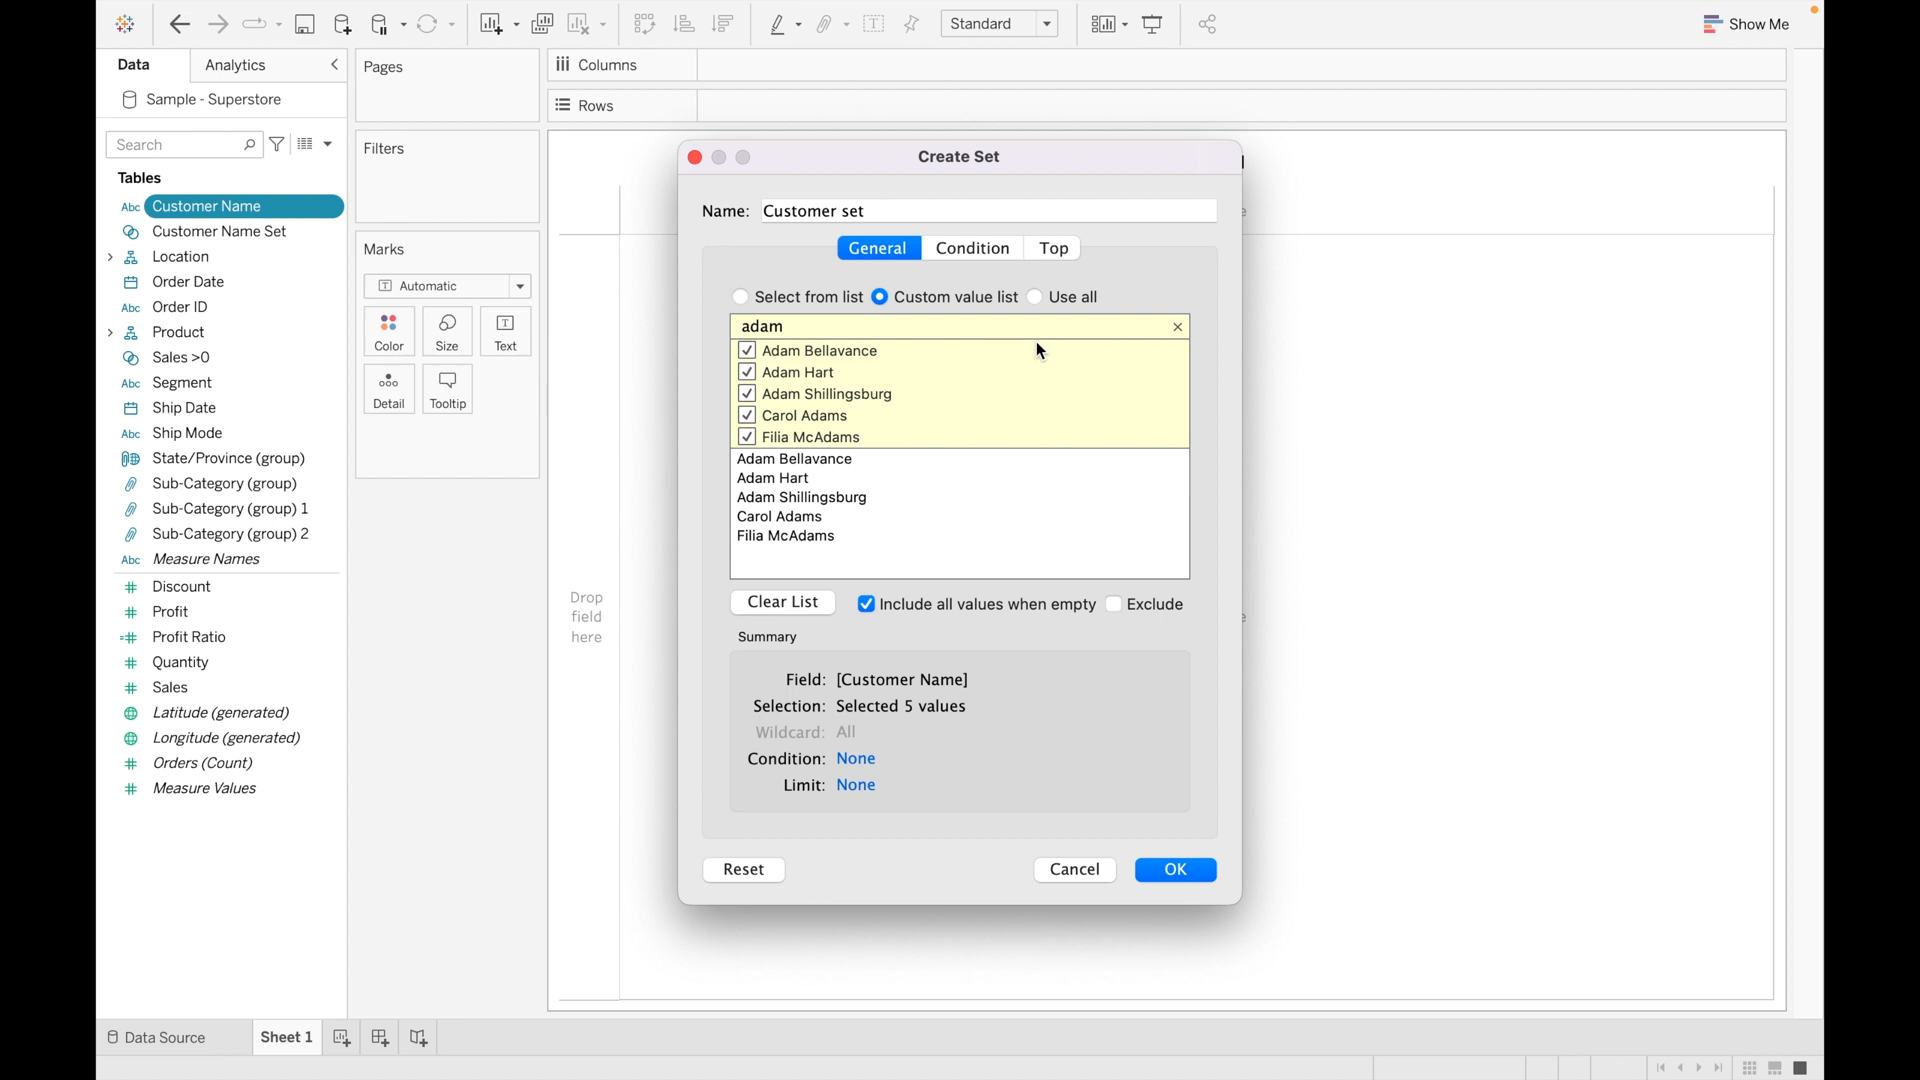 Standard
Show Me
Data
Analytics
Sample - Superstore
Search
Tables
Abc Customer Name
Customer Name Set
Location
Order Date
Abc Order ID
Product
Sales >0
Abc Segment
Ship Date
Abc Ship Mode
State/Province (group)
Sub-Category (group)
Sub-Category (group) 1
Sub-Category (group) 2
Abc Measure Names
Discount
Profit
Profit Ratio
Quantity
Sales
Latitude (generated)
Longitude (generated)
Orders (Count)
Measure Values
Pages
Filters
Marks
Automatic
Color
Size
Text
Detail
Tooltip
Columns
Rows
Drop
field
here
Create Set
Name: Customer set
General
Condition
Top
Select from list
Custom value list
Use all
adam
Adam Bellavance
Adam Hart
Adam Shillingsburg
Carol Adams
Filia McAdams
Adam Bellavance
Adam Hart
Adam Shillingsburg
Carol Adams
Filia McAdams
Clear List
Include all values when empty
Exclude
Summary
Field: [Customer Name]
Selection: Selected 5 values
Wildcard: All
Condition: None
Limit: None
Reset
Cancel
OK
Data Source
Sheet 1